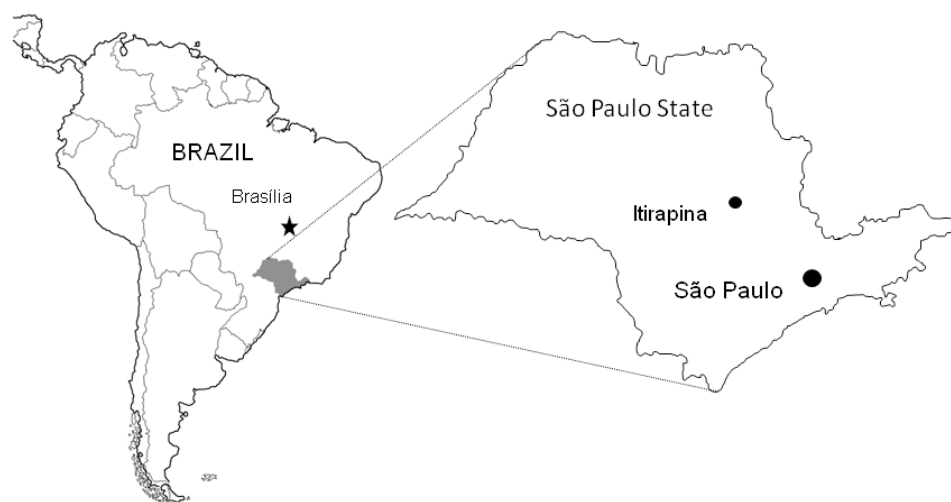 BRAZIL
Brasília
São Paulo State
Itirapina
São Paulo